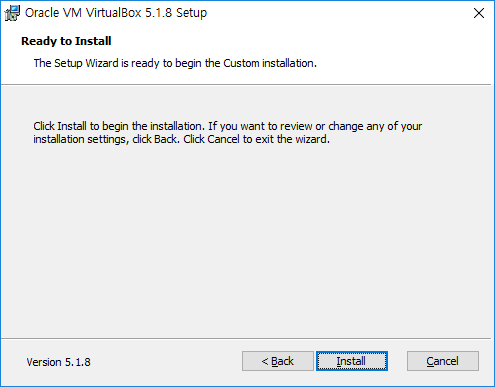 Oracle VM VirtualBox 5.1.8 Setup
Ready to Install
The Setup Wizard is ready to begin the Custom installation.
Click Install to begin the installation. If you want to review or change any of your
installation settings, click Back. Click Cancel to exit the wizard.
Version 5.1.8
< Back
Install
Cancel